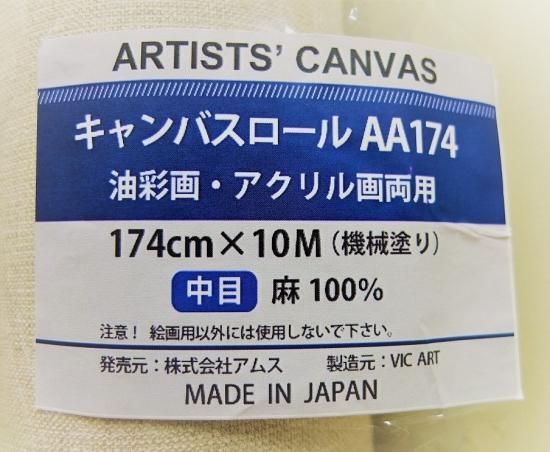 ARTISTS’ CANVAS
キャンバスロール AA174
油彩画・アクリル画両用
174cm×10M（機械塗り）
中目 麻 100%
注意！ 絵画用以外には使用しないで下さい。
発売元：株式会社アムス 製造元：VIC ART
MADE IN JAPAN